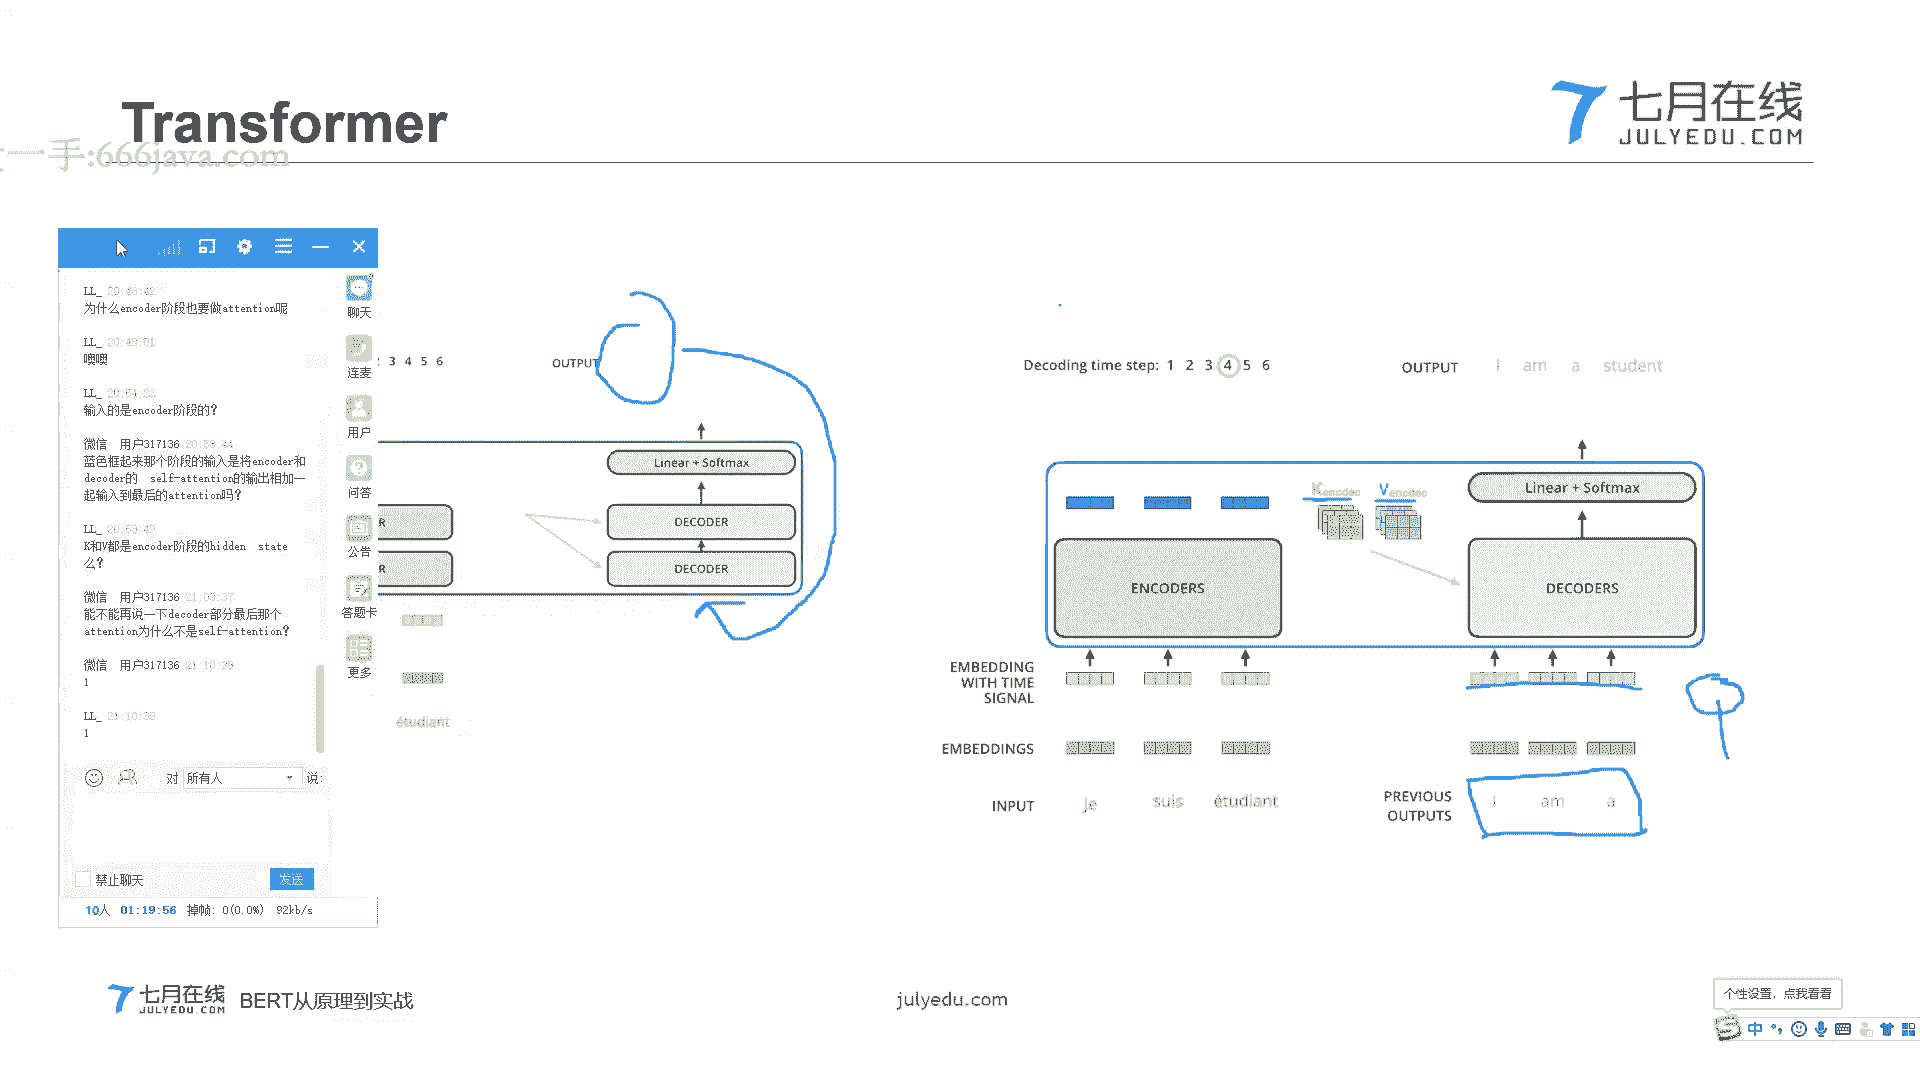 Transformer
七月在线
JULYEDU.COM
一手:666java.com
LL_ 20:46:42
为什么encoder阶段也要做attention呢
LL_ 20:49:01
噢噢
LL_ 20:54:22
输入的是encoder阶段的?
微信 用户317136
蓝色框起来那个阶段的输入是将encoder和
decoder的 self-attention的输出相加一
起输入到最后的attention吗?
LL_
K和V都是encoder阶段的hidden state
么?
微信 用户317136 21:03:37
能不能再说一下decoder部分最后那个
attention为什么不是self-attention?
微信 用户317136 21:10:39
1
LL_ 21:10:39
1
聊天
连麦
用户
问答
公告
答题卡
更多
对 所有人 说:
禁止聊天
发送
10人 01:19:56 掉帧: 0(0.0%) 92kb/s
3 4 5 6
OUTPUT
Linear + Softmax
R
DECODER
R
DECODER
étudiant
Decoding time step: 1 2 3 4 5 6
OUTPUT I am a student
Kencdec Vencdec
Linear + Softmax
ENCODERS
DECODERS
EMBEDDING
WITH TIME
SIGNAL
EMBEDDINGS
INPUT je suis étudiant
PREVIOUS
OUTPUTS
I am a
七月在线
JULYEDU.COM
BERT从原理到实战
julyedu.com
个性设置，点我看看
中